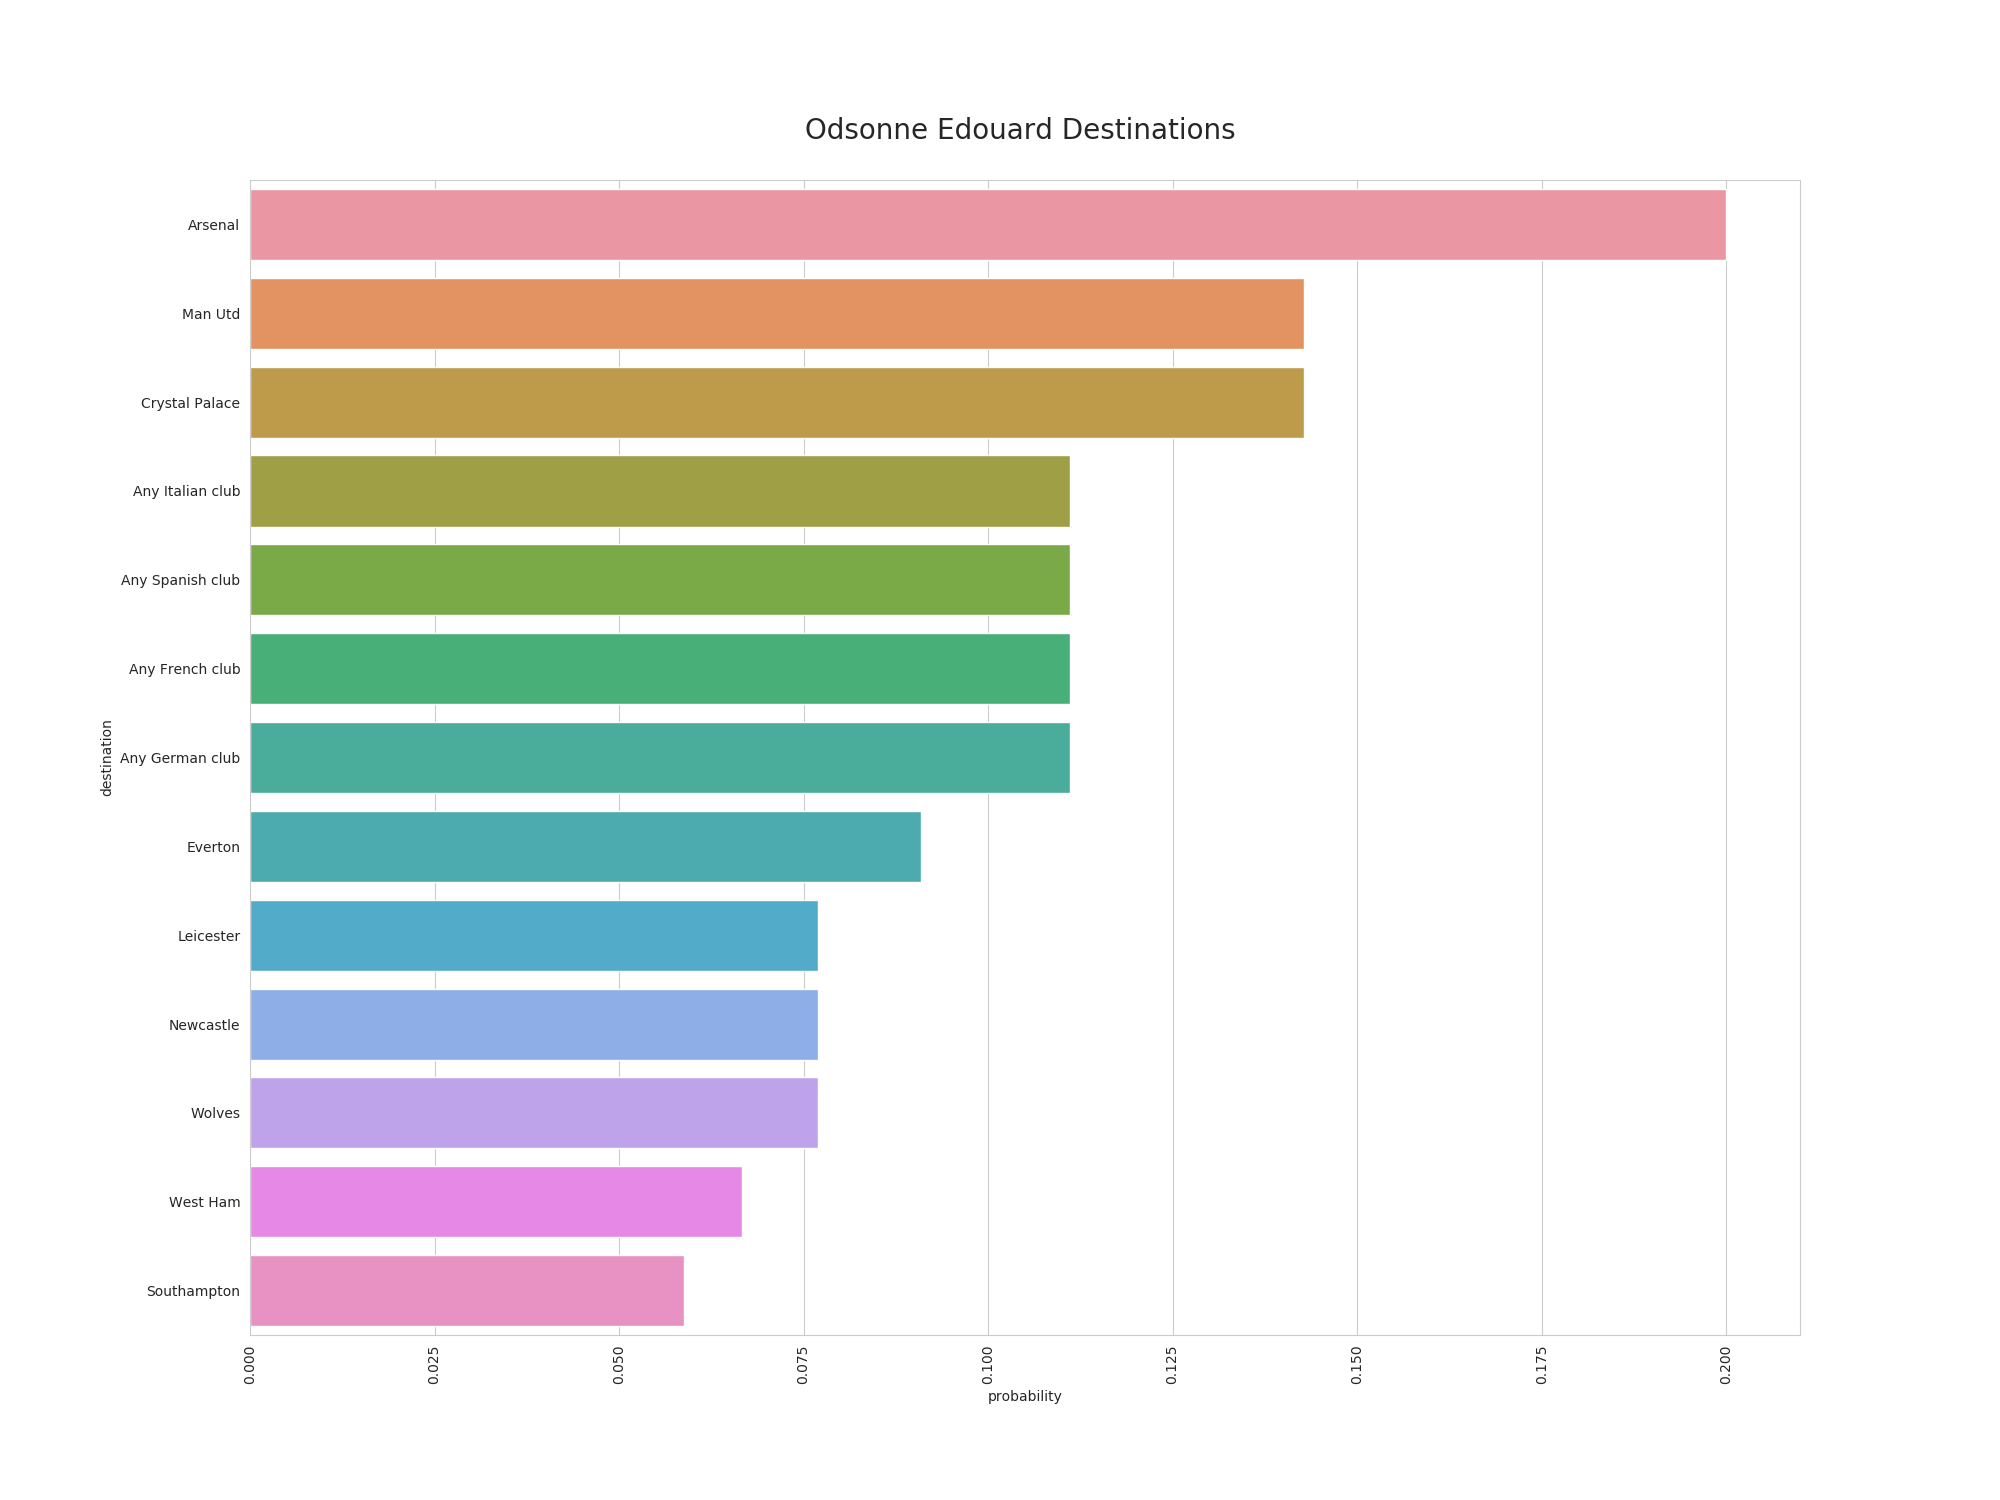 Odsonne Edouard Destinations
Arsenal
Man Utd
Crystal Palace
Any Italian club
Any Spanish club
Any French club
Any German club
Everton
Leicester
Newcastle
Wolves
West Ham
Southampton
destination
0.000
0.025
0.050
0.075
0.100
0.125
0.150
0.175
0.200
probability